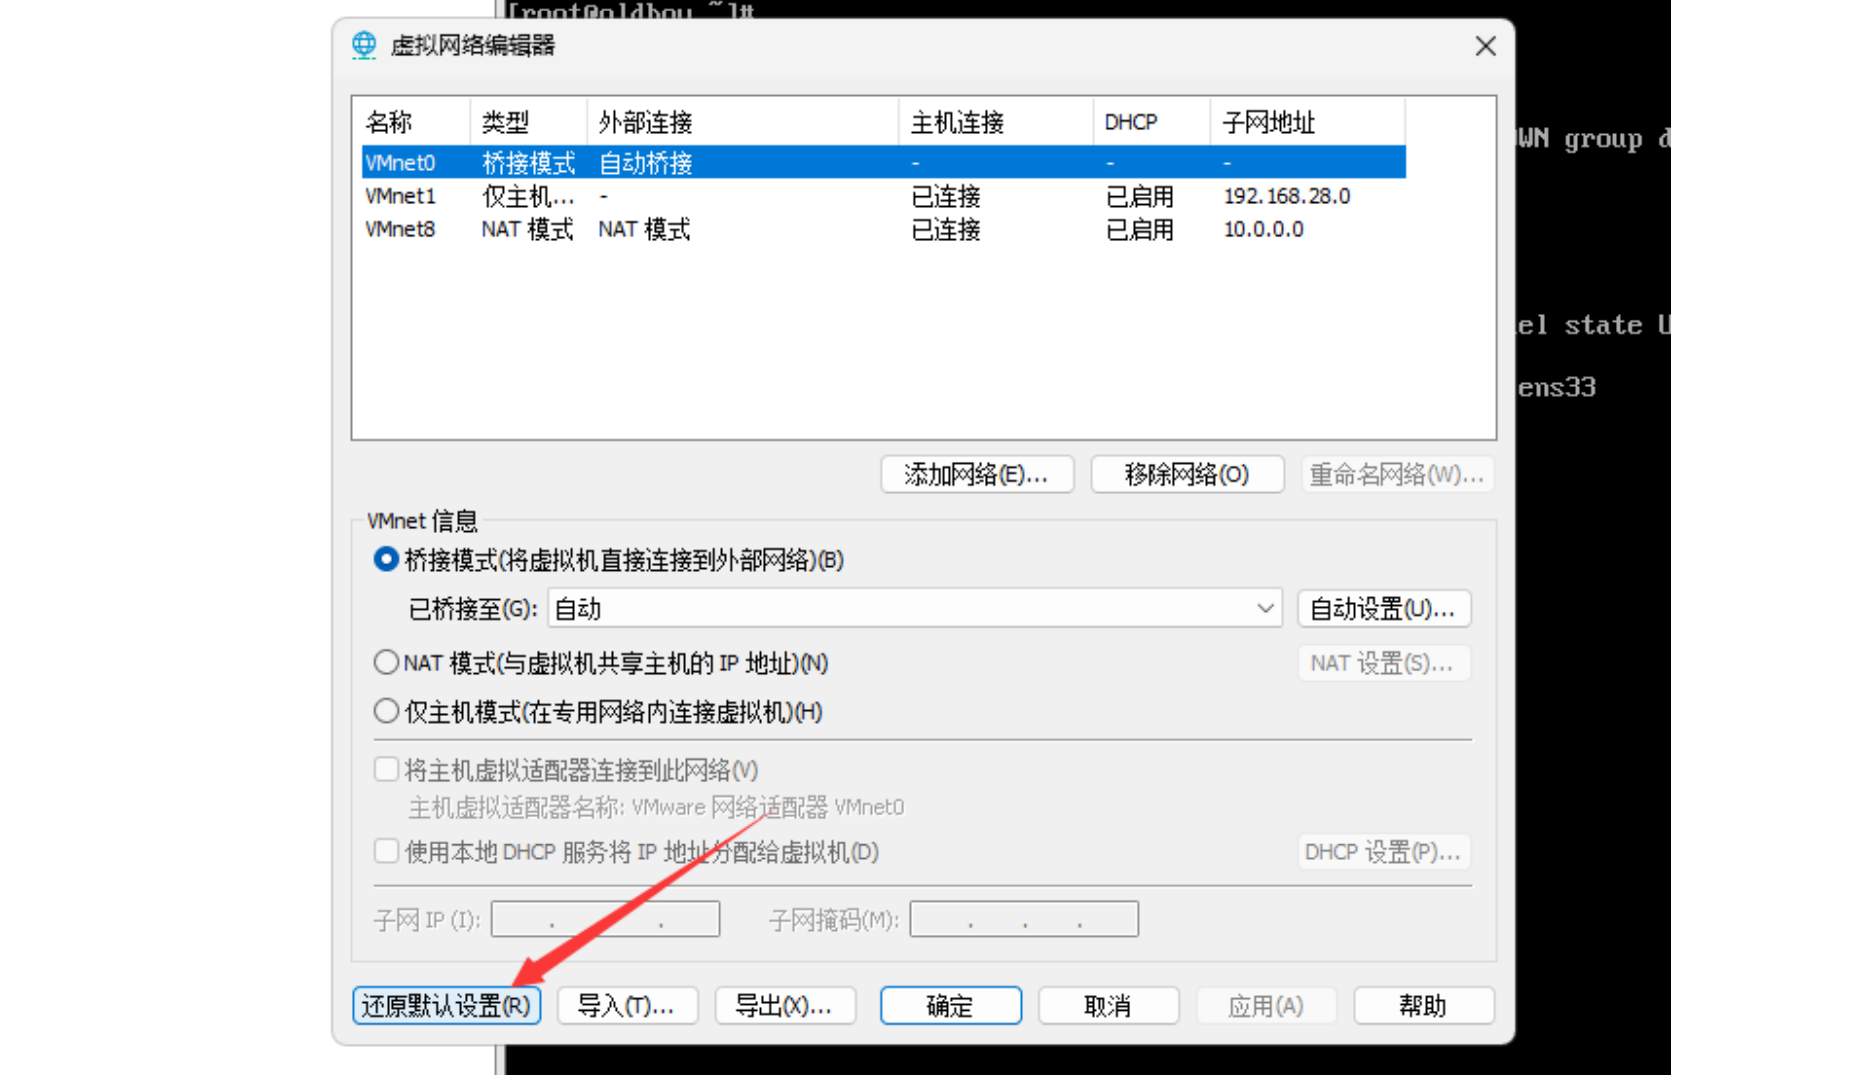 [root@oldboy ~]#
虚拟网络编辑器
名称 类型 外部连接 主机连接 DHCP 子网地址
VMnet0 桥接模式 自动桥接 - - -
VMnet1 仅主机... - 已连接 已启用 192.168.28.0
VMnet8 NAT 模式 NAT 模式 已连接 已启用 10.0.0.0
WN group d
el state U
ens33
添加网络(E)... 移除网络(O) 重命名网络(W)...
VMnet 信息
桥接模式(将虚拟机直接连接到外部网络)(B)
已桥接至(G): 自动 自动设置(U)...
NAT 模式(与虚拟机共享主机的 IP 地址)(N) NAT 设置(S)...
仅主机模式(在专用网络内连接虚拟机)(H)
将主机虚拟适配器连接到此网络(V)
主机虚拟适配器名称: VMware 网络适配器 VMnet0
使用本地 DHCP 服务将 IP 地址分配给虚拟机(D) DHCP 设置(P)...
子网 IP (I): . . 子网掩码(M): . . .
还原默认设置(R) 导入(T)... 导出(X)... 确定 取消 应用(A) 帮助